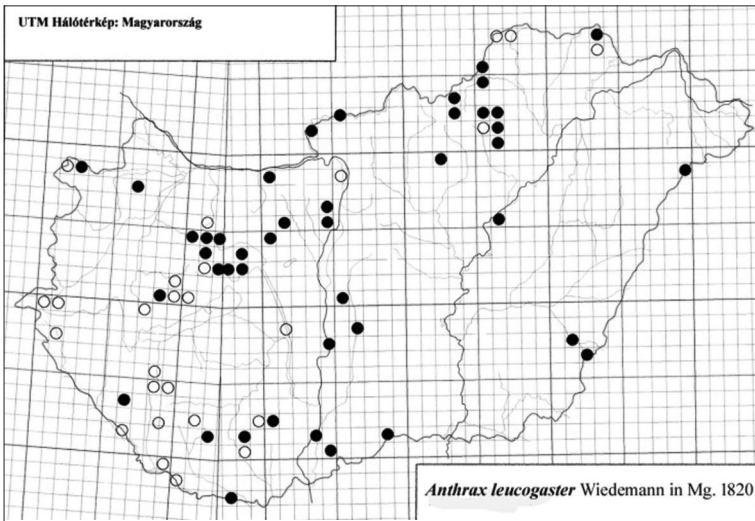 UTM Hálótérkép: Magyarország
Anthrax leucogaster Wiedemann in Mg. 1820